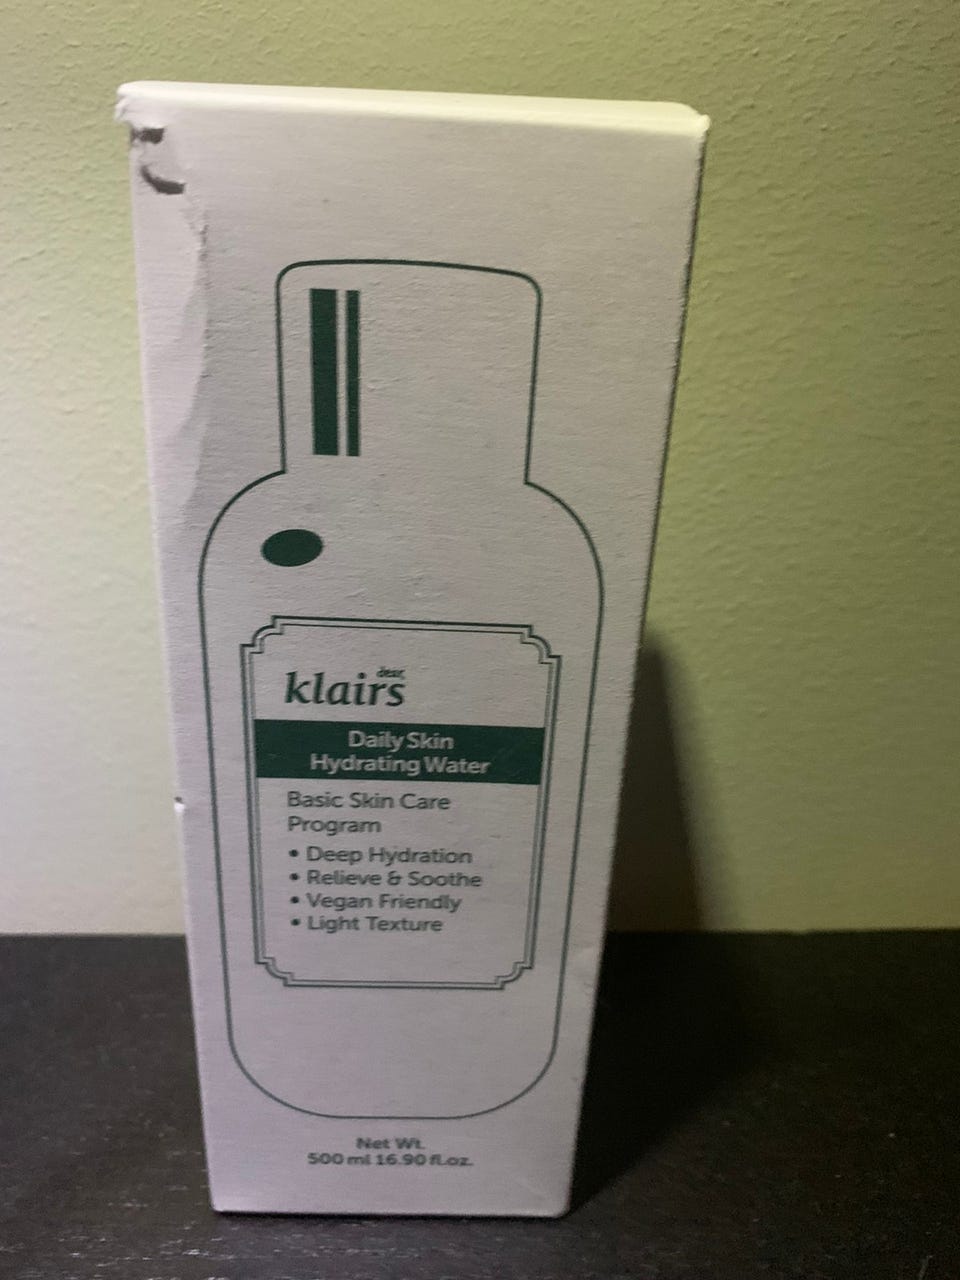 dear,
klairs
Daily Skin
Hydrating Water
Basic Skin Care
Program
• Deep Hydration
• Relieve & Soothe
• Vegan Friendly
• Light Texture
Net Wt.
500 ml 16.90 fl.oz.